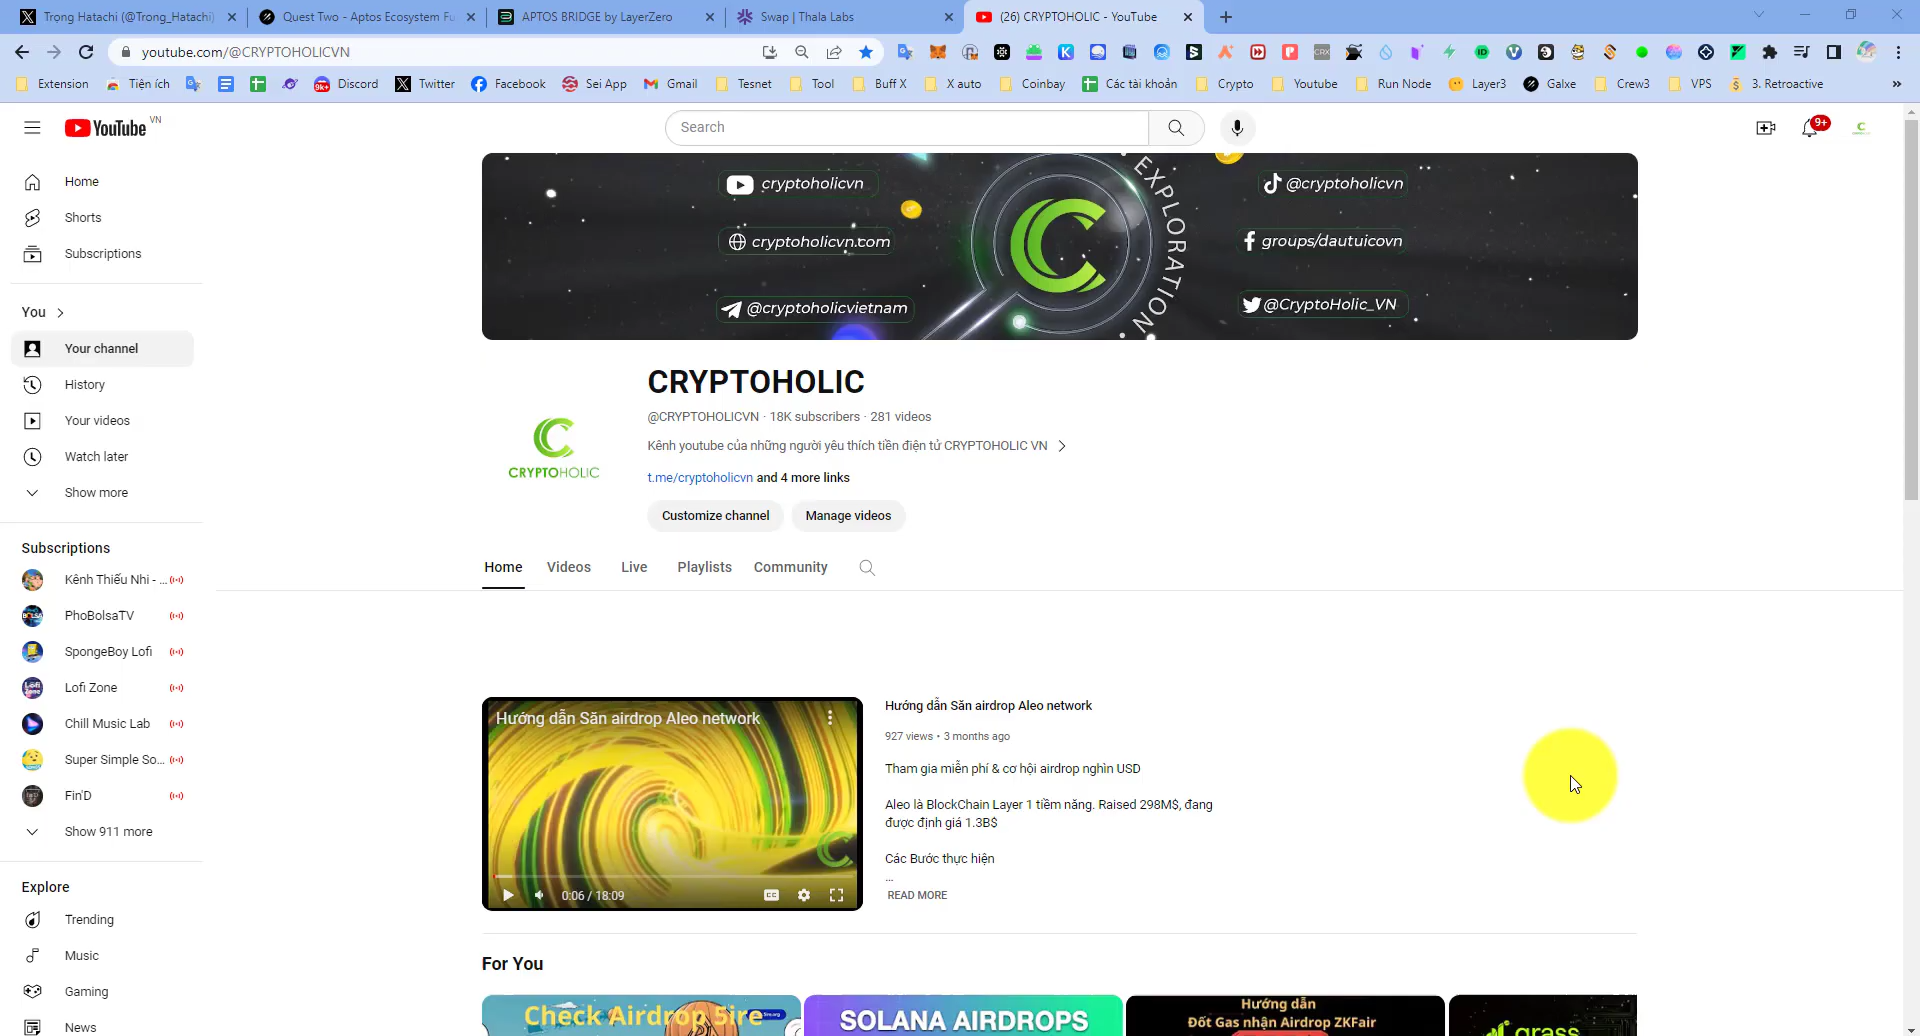 Trọng Hatachi (@Trong_Hatachi)
Quest Two - Aptos Ecosystem Fu
APTOS BRIDGE by LayerZero
Swap | Thala Labs
(26) CRYPTOHOLIC - YouTube
youtube.com/@CRYPTOHOLICVN
Extension
Tiện ích
9k+
Discord
Twitter
Facebook
Sei App
Gmail
Tesnet
Tool
Buff X
X auto
Coinbay
Các tài khoản
Crypto
Youtube
Run Node
Layer3
Galxe
Crew3
VPS
3. Retroactive
YouTube VN
Search
9+
Home
Shorts
Subscriptions
You
Your channel
History
Your videos
Watch later
Show more
Subscriptions
Kênh Thiếu Nhi - ...
PhoBolsaTV
SpongeBoy Lofi
Lofi Zone
Chill Music Lab
Super Simple So...
Fin'D
Show 911 more
Explore
Trending
Music
Gaming
News
cryptoholicvn
cryptoholicvn.com
@cryptoholicvietnam
EXPLORATION
@cryptoholicvn
groups/dautuicovn
@CryptoHolic_VN
CRYPTOHOLIC
CRYPTOHOLIC
@CRYPTOHOLICVN · 18K subscribers · 281 videos
Kênh youtube của những người yêu thích tiền điện tử CRYPTOHOLIC VN
t.me/cryptoholicvn and 4 more links
Customize channel
Manage videos
Home
Videos
Live
Playlists
Community
Hướng dẫn Săn airdrop Aleo network
0:06 / 18:09
Hướng dẫn Săn airdrop Aleo network
927 views • 3 months ago
Tham gia miễn phí & cơ hội airdrop nghìn USD
Aleo là BlockChain Layer 1 tiềm năng. Raised 298M$, đang
được định giá 1.3B$
Các Bước thực hiện
...
READ MORE
For You
Check Airdrop 5ire
SOLANA AIRDROPS
Hướng dẫn
Đốt Gas nhận Airdrop ZKFair
grass